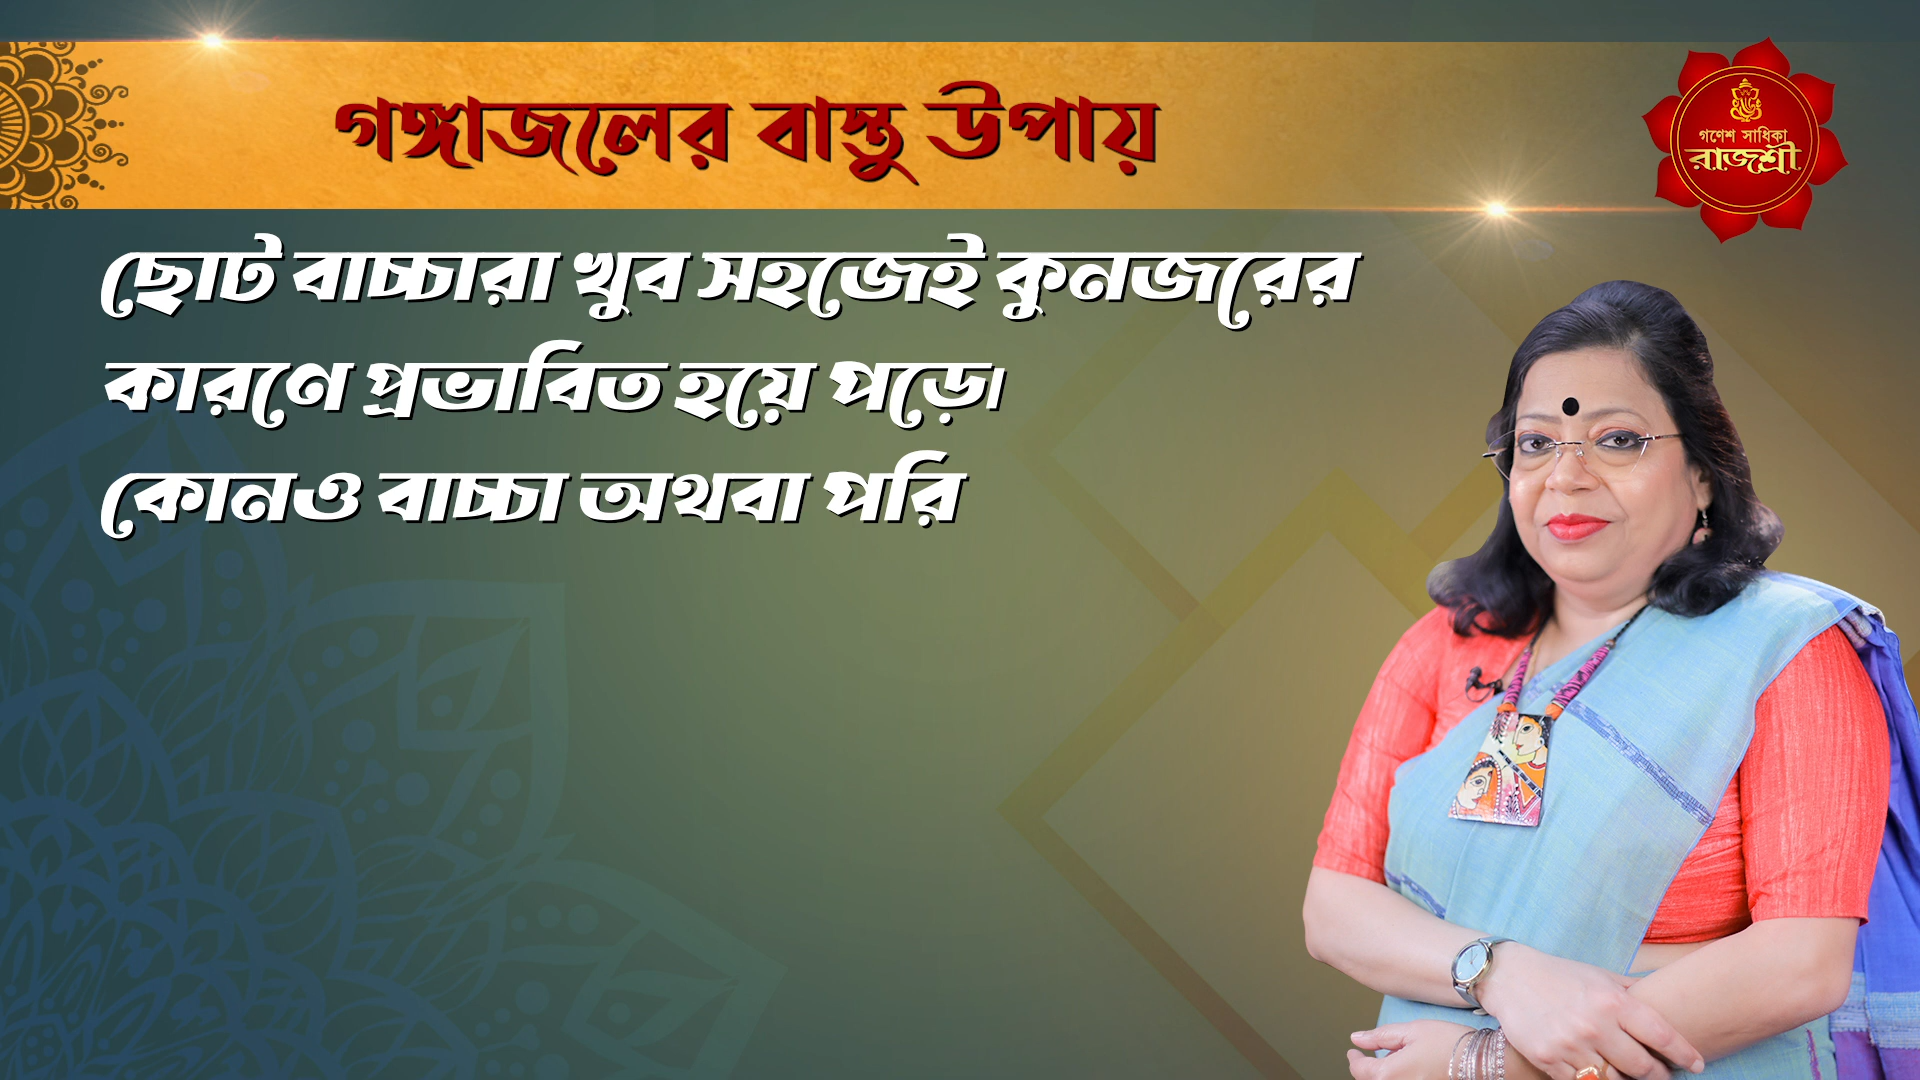 গঙ্গাজলের বাস্তু উপায়
গণেশ সাধিকা
রাজশ্রী
ছোট বাচ্চারা খুব সহজেই কুনজরের
কারণে প্রভাবিত হয়ে পড়ে।
কোনও বাচ্চা অথবা পরি